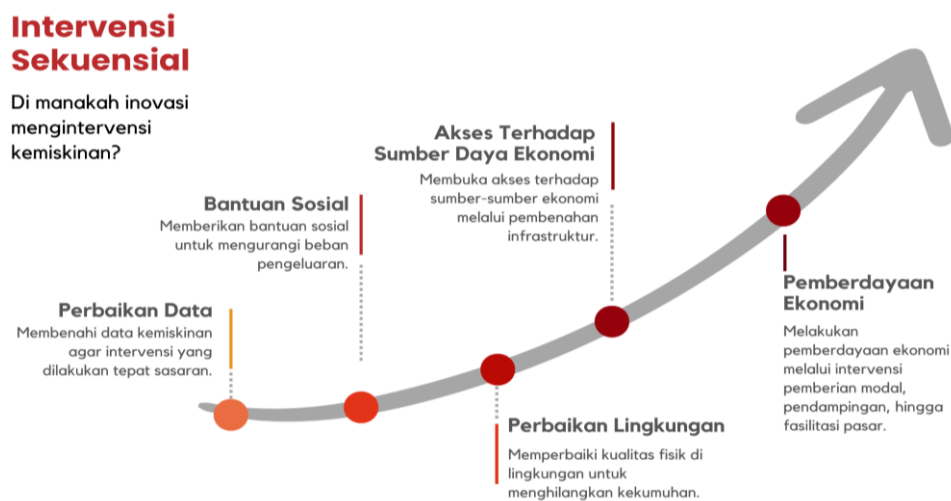 Intervensi
Sekuensial
Di manakah inovasi
mengintervensi
kemiskinan?
Perbaikan Data
Membenahi data kemiskinan
agar intervensi yang
dilakukan tepat sasaran.
Bantuan Sosial
Memberikan bantuan sosial
untuk mengurangi beban
pengeluaran.
Perbaikan Lingkungan
Memperbaiki kualitas fisik di
lingkungan untuk
menghilangkan kekumuhan.
Akses Terhadap
Sumber Daya Ekonomi
Membuka akses terhadap
sumber-sumber ekonomi
melalui pembenahan
infrastruktur.
Pemberdayaan
Ekonomi
Melakukan
pemberdayaan ekonomi
melalui intervensi
pemberian modal,
pendampingan, hingga
fasilitasi pasar.